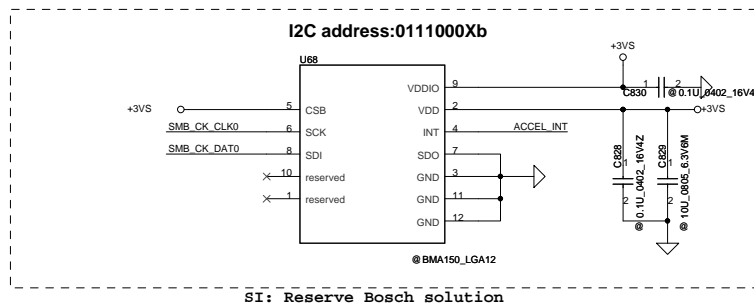 I2C address:0111000Xb
U68
+3VS
VDDIO 9
C830 1 2 @ 0.1U_0402_16V4
+3VS 5 CSB
VDD 2
+3VS
SMB_CK_CLK0 6 SCK
INT 4 ACCEL_INT
SMB_CK_DAT0 8 SDI
SDO 7
10 reserved
GND 3
1 reserved
GND 11
GND 12
C828 1 2 @ 0.1U_0402_16V4Z
C829 1 2 @ 10U_0805_6.3V6M
@ BMA150_LGA12
SI: Reserve Bosch solution